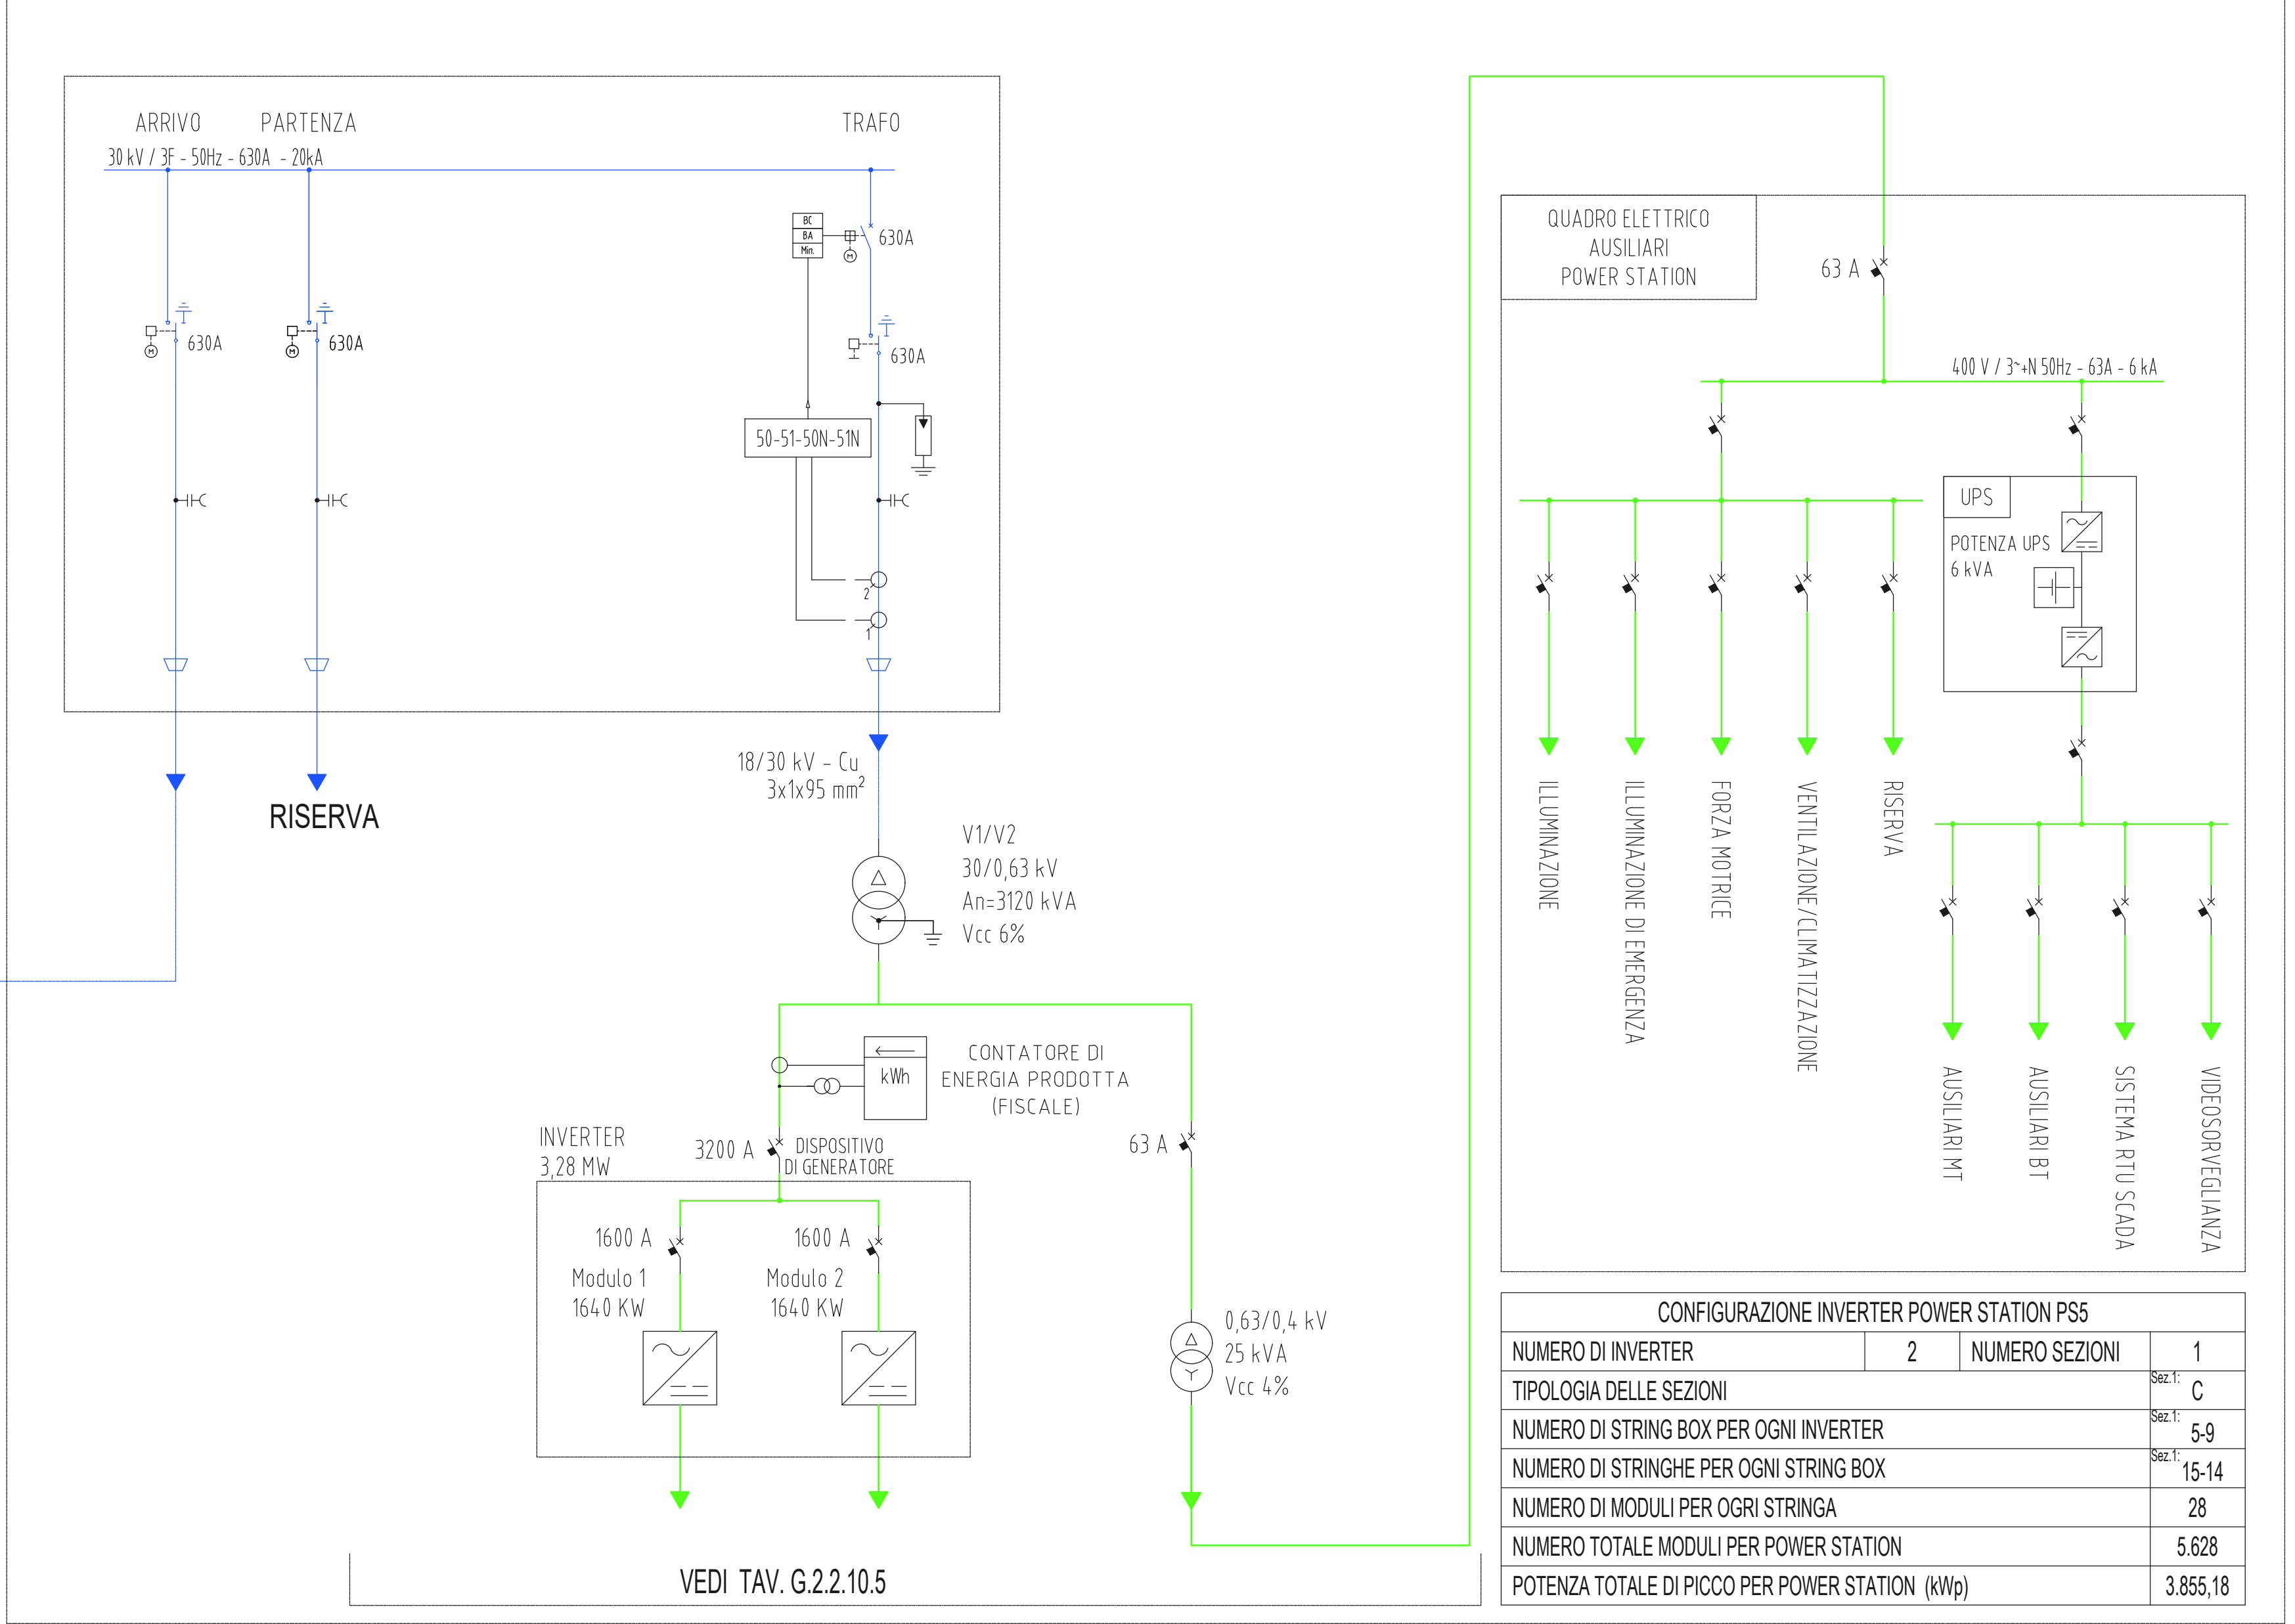 ARRIVO
PARTENZA
TRAFO
30 kV / 3F - 50Hz - 630A - 20kA
BC
BA
Min.
M
630A
M
630A
M
630A
630A
50-51-50N-51N
2
1
18/30 kV - Cu
3x1x95 mm²
RISERVA
V1/V2
30/0,63 kV
An=3120 kVA
Vcc 6%
kWh
CONTATORE DI
ENERGIA PRODOTTA
(FISCALE)
INVERTER
3,28 MW
3200 A
DISPOSITIVO
DI GENERATORE
63 A
1600 A
1600 A
Modulo 1
1640 KW
Modulo 2
1640 KW
0,63/0,4 kV
25 kVA
Vcc 4%
VEDI TAV. G.2.2.10.5
QUADRO ELETTRICO
AUSILIARI
POWER STATION
63 A
400 V / 3~+N 50Hz - 63A - 6 kA
UPS
POTENZA UPS
6 kVA
ILLUMINAZIONE
ILLUMINAZIONE DI EMERGENZA
FORZA MOTRICE
VENTILAZIONE/CLIMATIZZAZIONE
RISERVA
AUSILIARI MT
AUSILIARI BT
SISTEMA RTU SCADA
VIDEOSORVEGLIANZA
CONFIGURAZIONE INVERTER POWER STATION PS5
NUMERO DI INVERTER 2 NUMERO SEZIONI 1
TIPOLOGIA DELLE SEZIONI Sez.1: C
NUMERO DI STRING BOX PER OGNI INVERTER Sez.1: 5-9
NUMERO DI STRINGHE PER OGNI STRING BOX Sez.1: 15-14
NUMERO DI MODULI PER OGRI STRINGA 28
NUMERO TOTALE MODULI PER POWER STATION 5.628
POTENZA TOTALE DI PICCO PER POWER STATION (kWp) 3.855,18